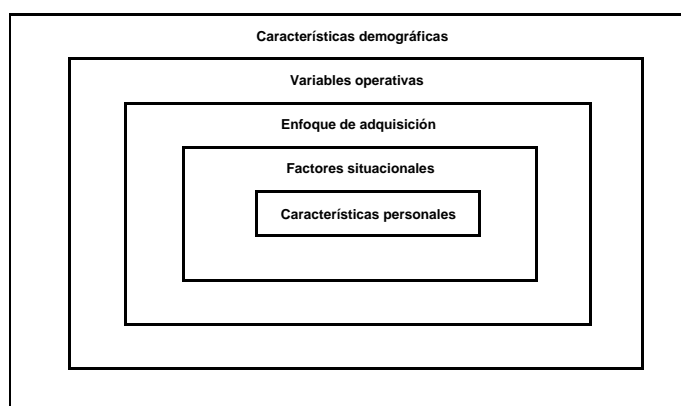 Características demográficas
Variables operativas
Enfoque de adquisición
Factores situacionales
Características personales